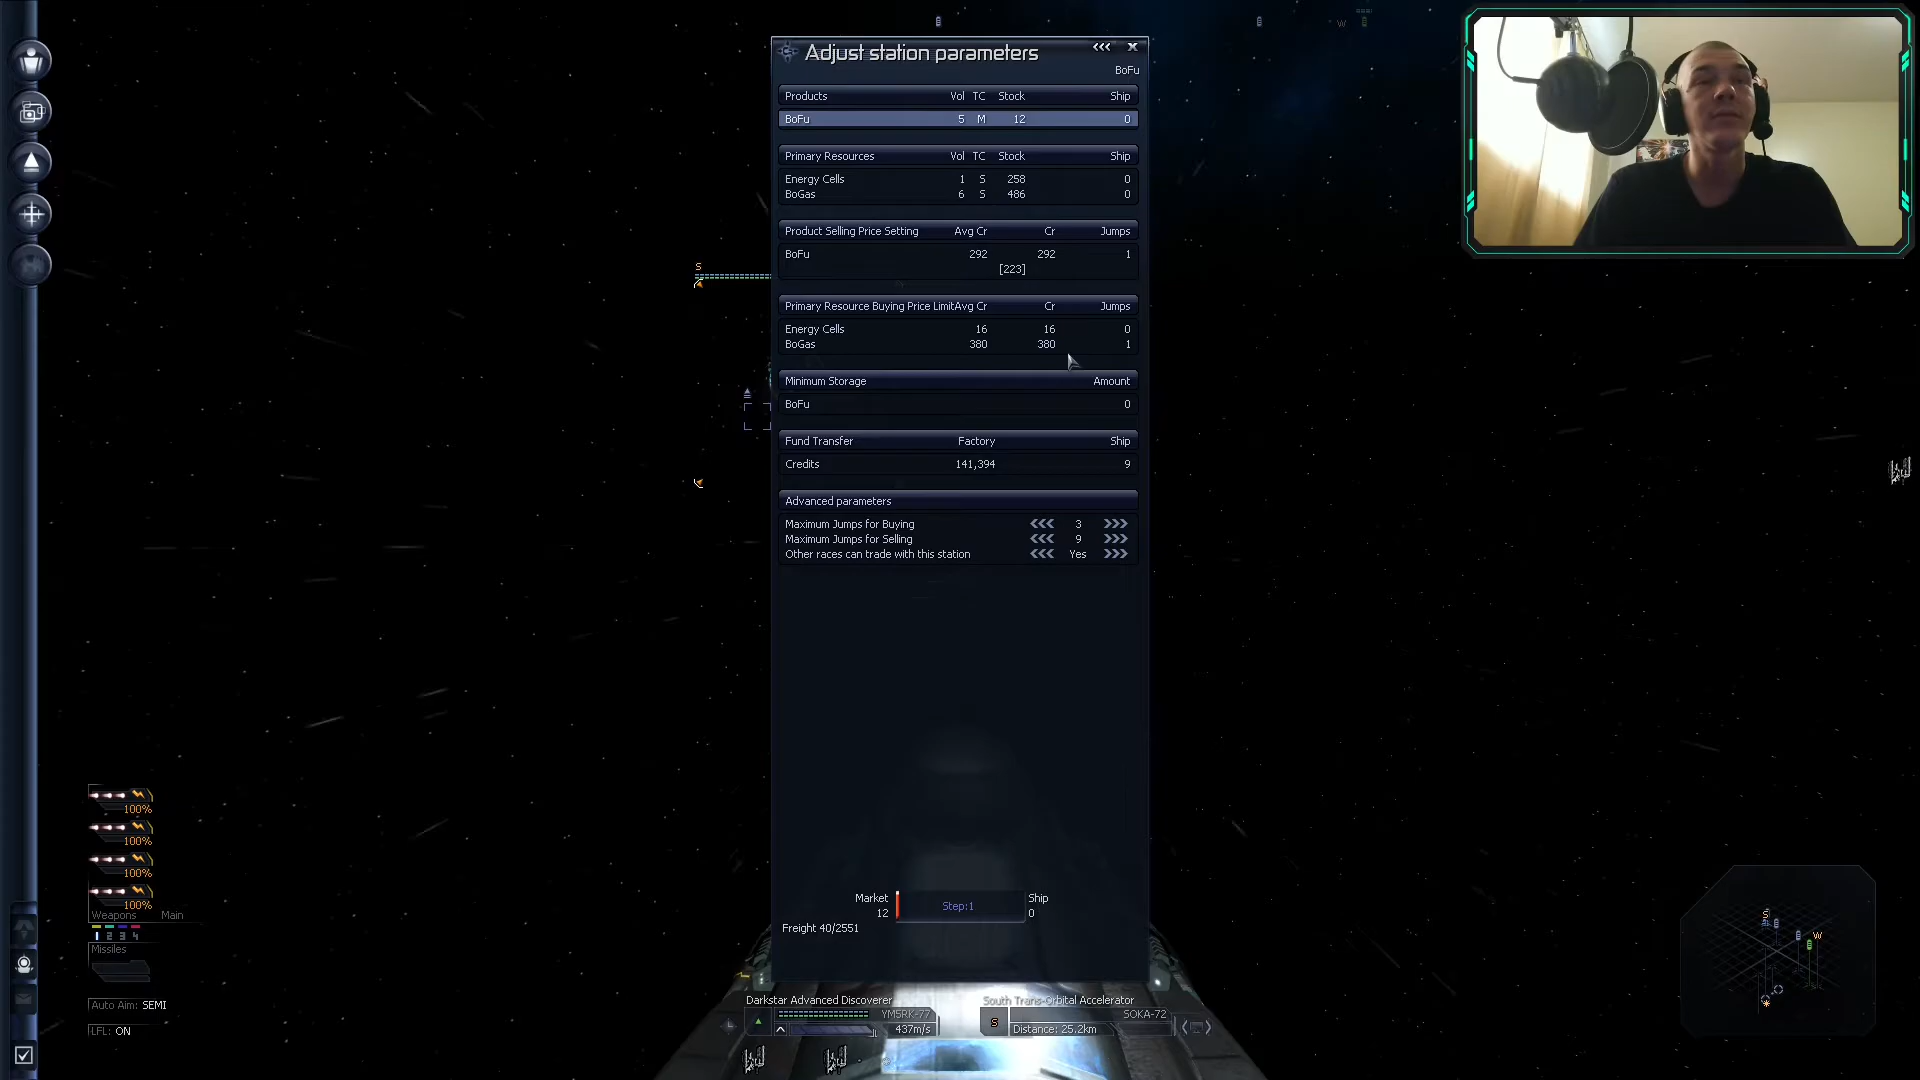 W
Adjust station parameters
BoFu
Products Vol TC Stock Ship
BoFu 5 M 12 0
Primary Resources Vol TC Stock Ship
Energy Cells 1 S 258 0
BoGas 6 S 486 0
Product Selling Price Setting Avg Cr Cr Jumps
BoFu 292 292 1
[223]
S
Primary Resource Buying Price LimitAvg Cr Cr Jumps
Energy Cells 16 16 0
BoGas 380 380 1
Minimum Storage Amount
BoFu 0
Fund Transfer Factory Ship
Credits 141,394 9
Advanced parameters
Maximum Jumps for Buying 3
Maximum Jumps for Selling 9
Other races can trade with this station Yes
Market Step:1 Ship
12 0
Freight 40/2551
100%
100%
100%
100%
Weapons Main
1 2 3 4
Missiles
Auto Aim: SEMI
LFL: ON
Darkstar Advanced Discoverer
YM5RK-77
437m/s
South Trans-Orbital Accelerator
SOKA-72
S
Distance: 25.2km
S
W